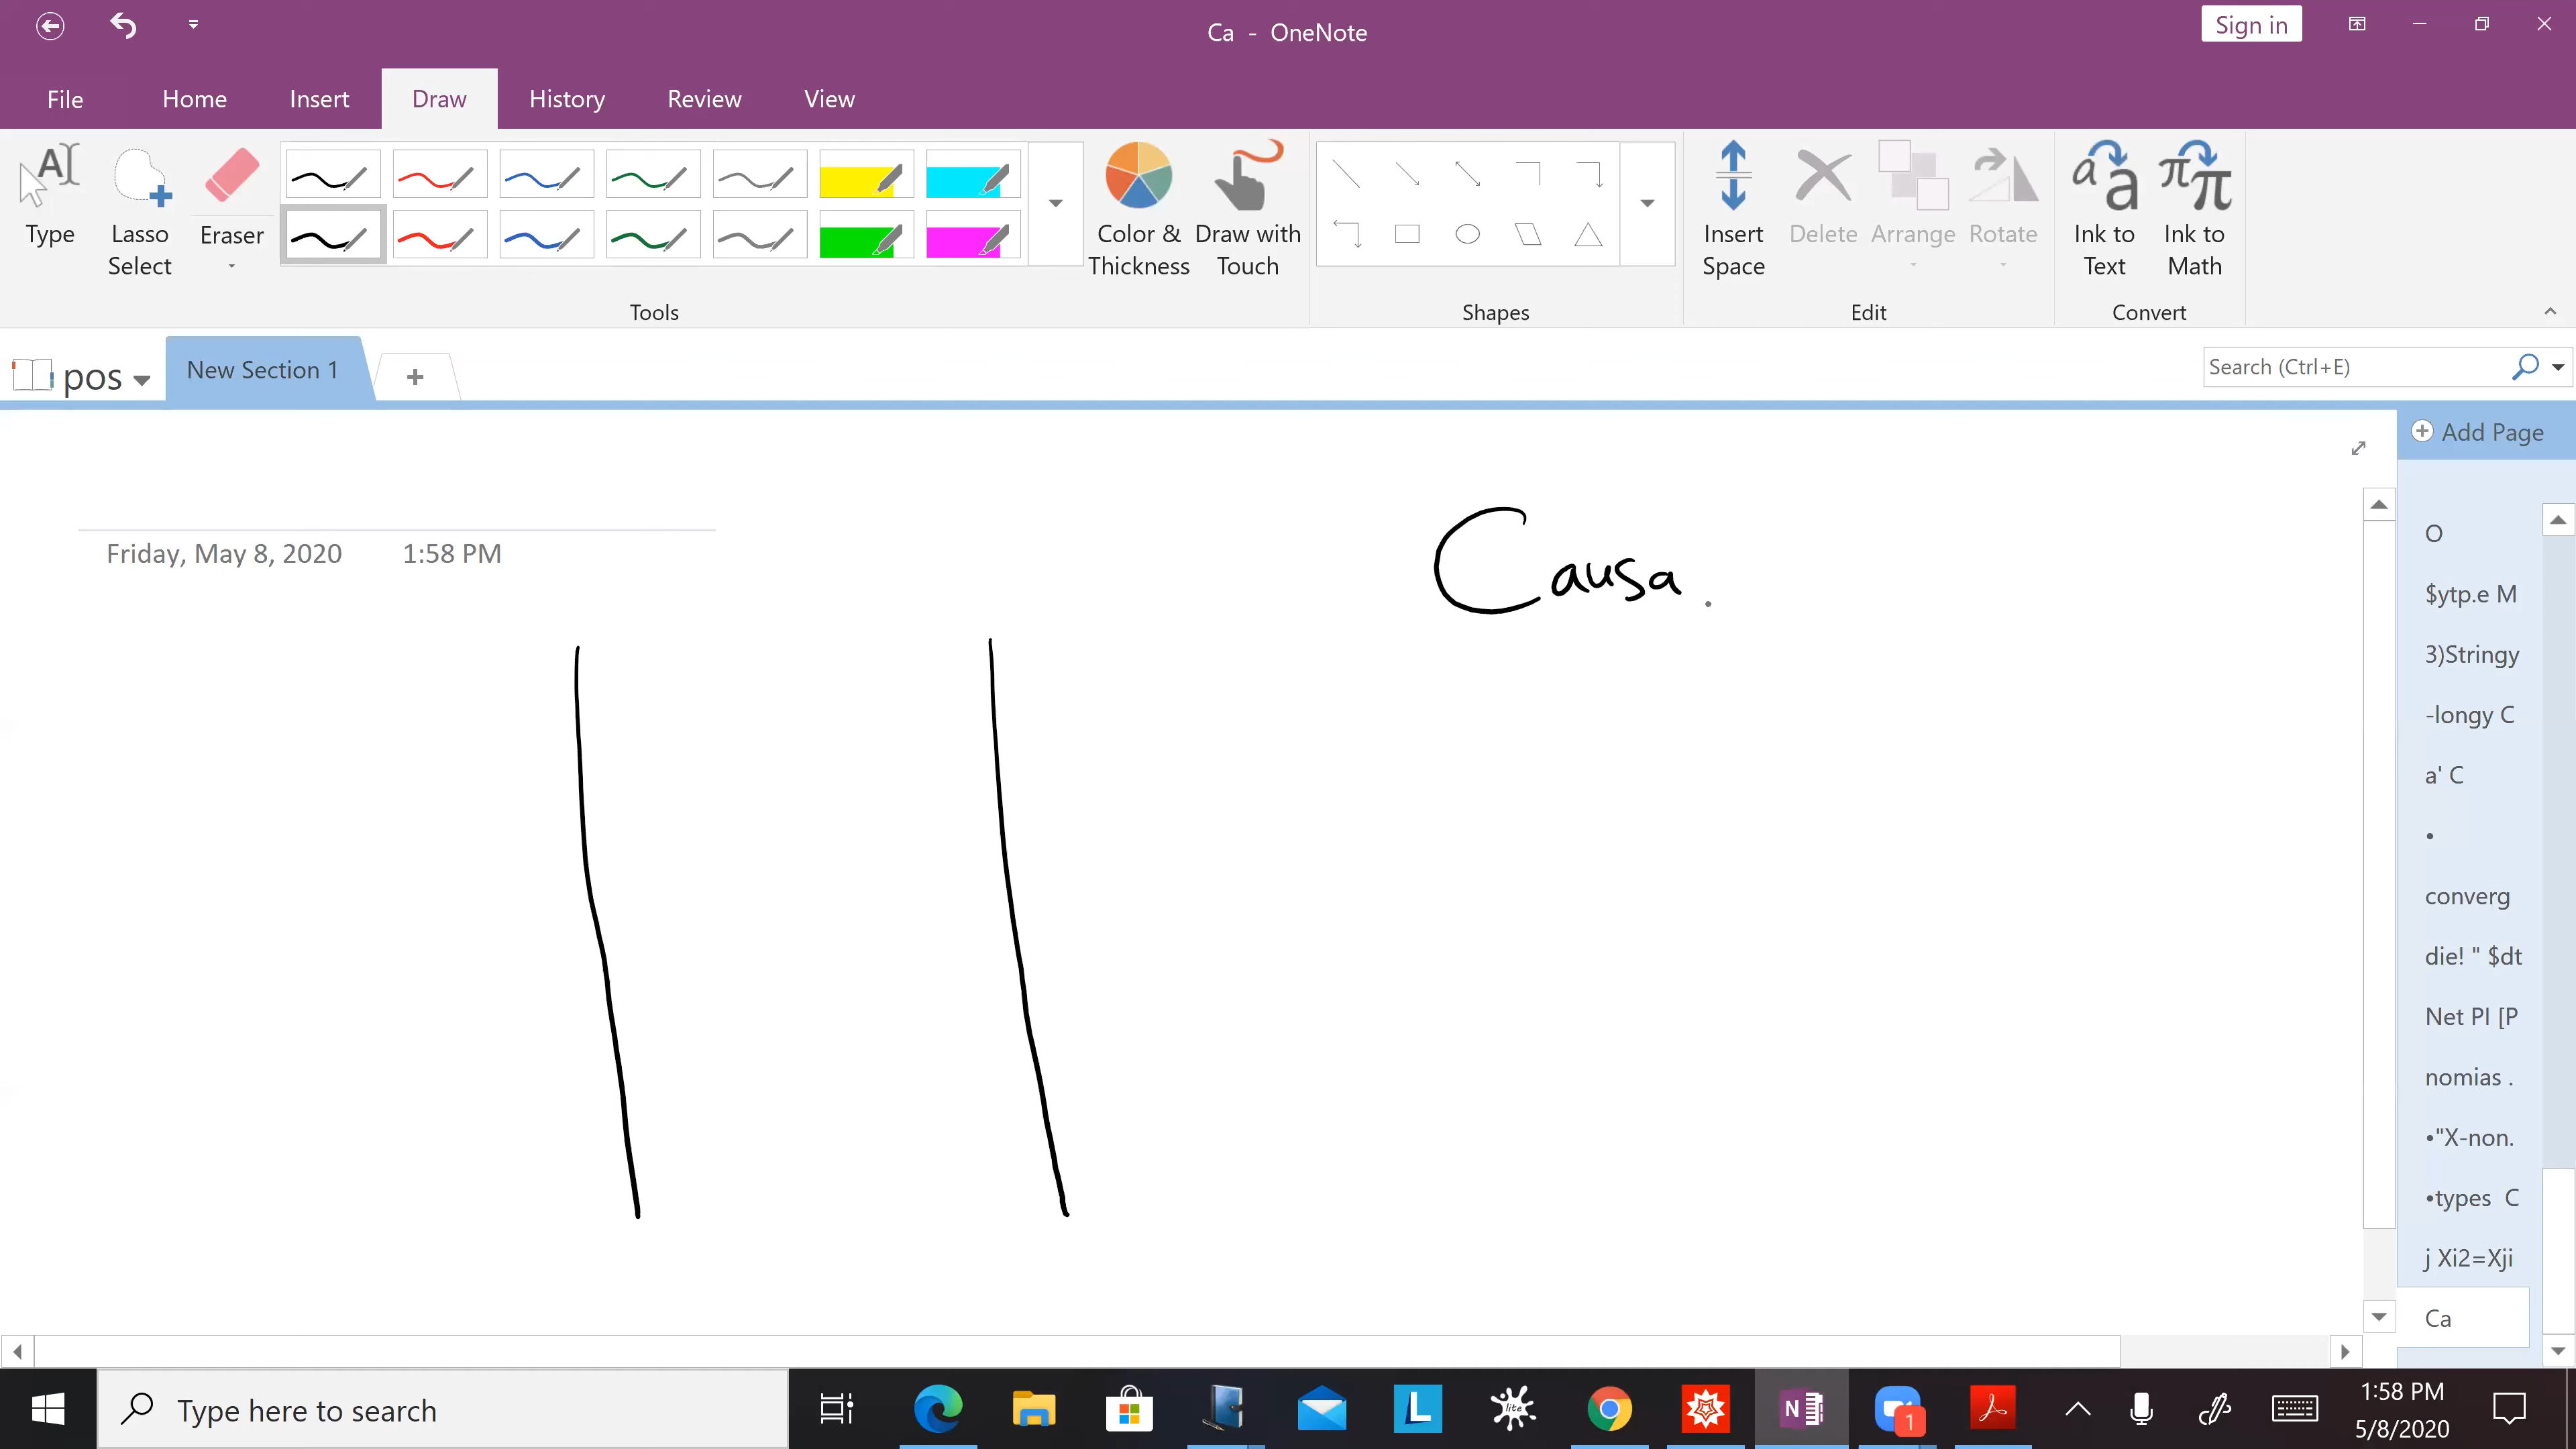 Ca - OneNote
Sign in
File Home Insert Draw History Review View
Type
Lasso Select
Eraser
Color & Thickness
Draw with Touch
Insert Space
Delete
Arrange
Rotate
Ink to Text
Ink to Math
Tools
Shapes
Edit
Convert
pos
New Section 1
Search (Ctrl+E)
Add Page
Friday, May 8, 2020 1:58 PM
Causa
O
$ytp.e M
3)Stringy
-longy C
a' C
•
converg
die! " $dt
Net PI [P
nomias .
•"X-non.
•types C
j Xi2=Xji
Ca
Type here to search
L
lite
N
1
1:58 PM
5/8/2020